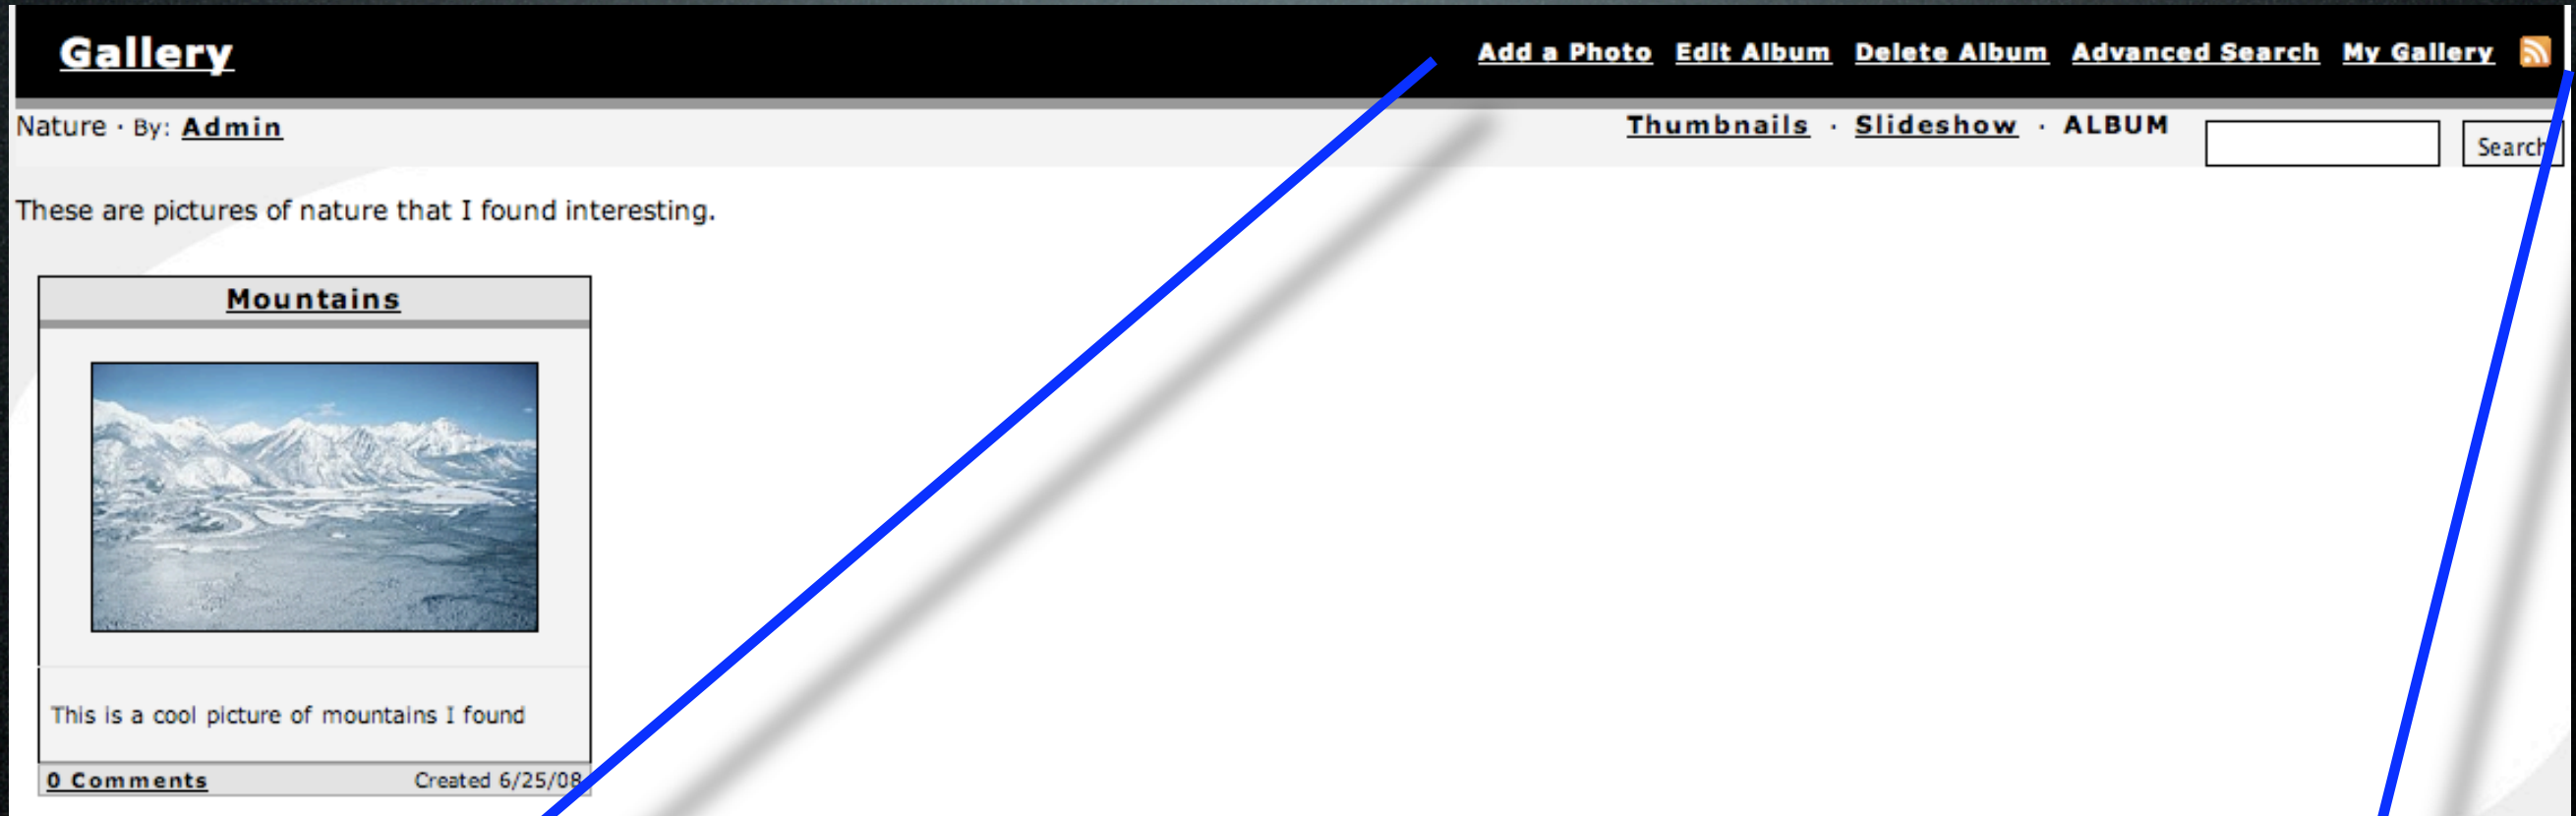 Gallery Add a Photo Edit Album Delete Album Advanced Search My Gallery
Nature · By: Admin Thumbnails · Slideshow · ALBUM Search
These are pictures of nature that I found interesting.
Mountains
This is a cool picture of mountains I found
0 Comments Created 6/25/08